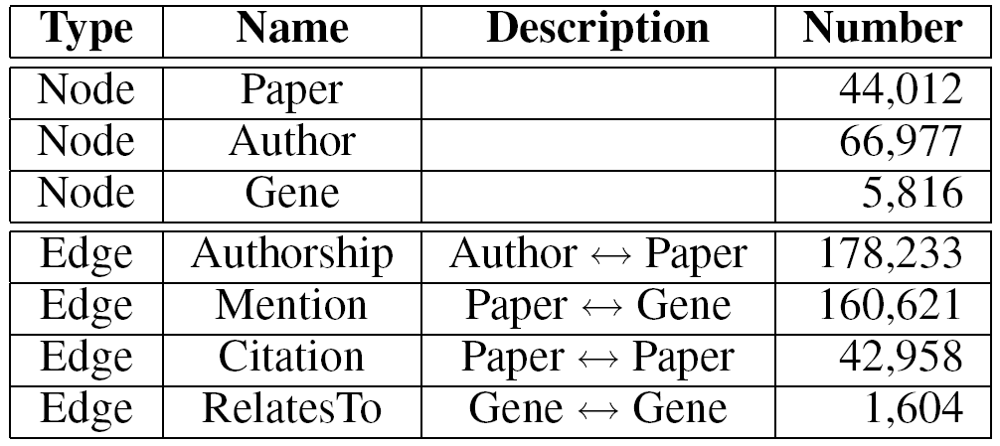 Type Name Description Number
Node Paper 44,012
Node Author 66,977
Node Gene 5,816
Edge Authorship Author ↔ Paper 178,233
Edge Mention Paper ↔ Gene 160,621
Edge Citation Paper ↔ Paper 42,958
Edge RelatesTo Gene ↔ Gene 1,604